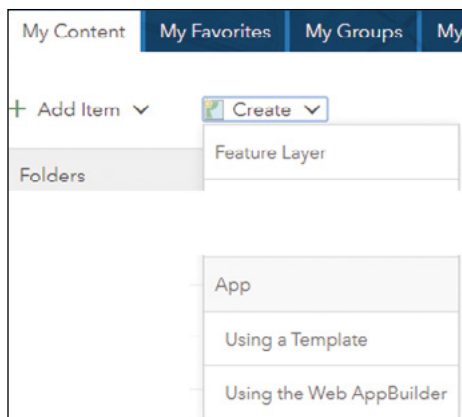 My Content My Favorites My Groups My
+ Add Item Create
Feature Layer
Folders
App
Using a Template
Using the Web AppBuilder